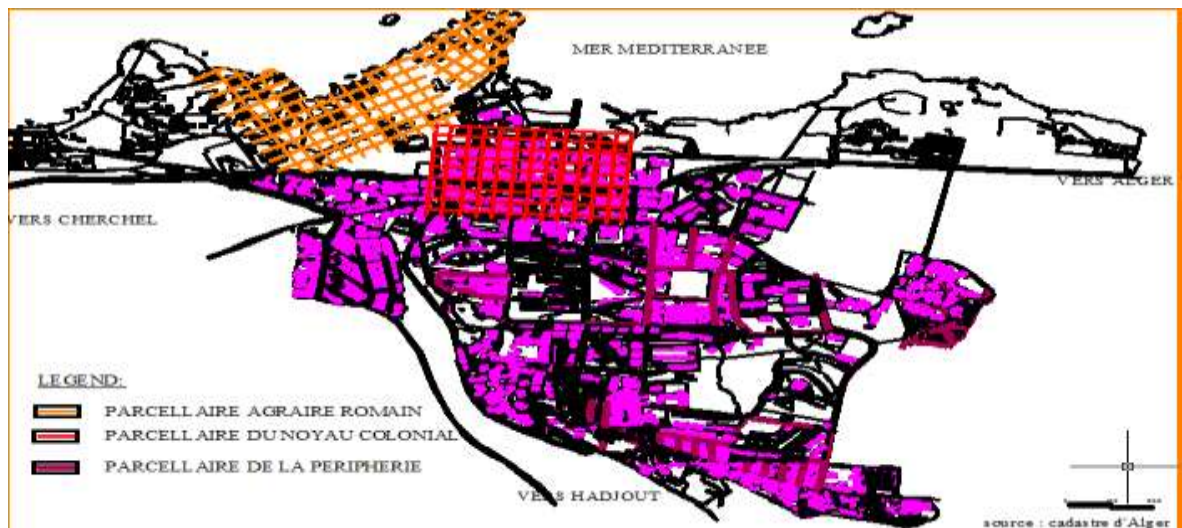 MER MEDITERRANEE
VERS ALGER
VERS CHERCHEL
LEGEND:
PARCELLAIRE AGRAIRE ROMAIN
PARCELLAIRE DU NOYAU COLONIAL
PARCELLAIRE DE LA PERIPHERIE
VERS HADJOUT
source : cadastre d'Alger